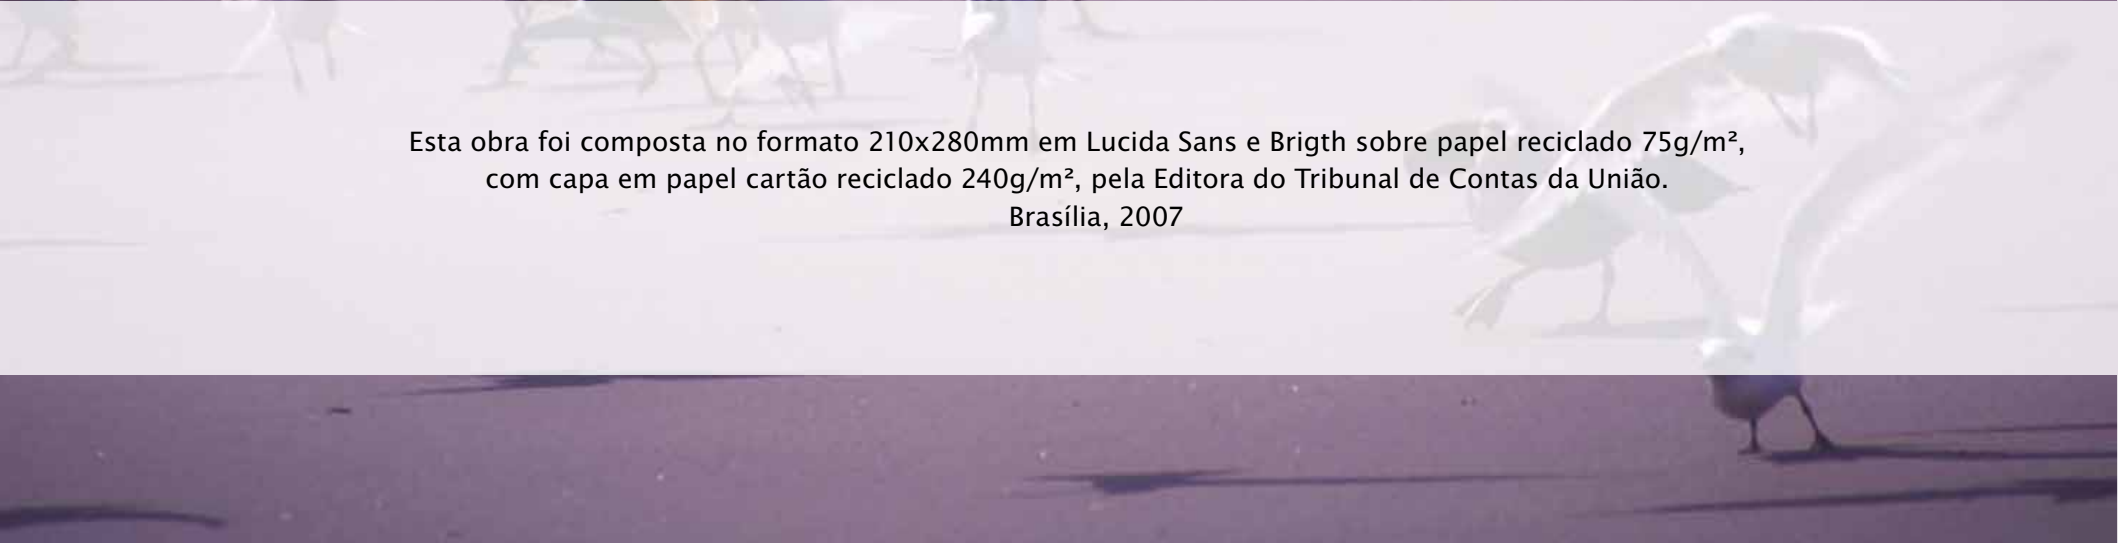 Esta obra foi composta no formato 210x280mm em Lucida Sans e Brigth sobre papel reciclado 75g/m²,
com capa em papel cartão reciclado 240g/m², pela Editora do Tribunal de Contas da União.
Brasília, 2007